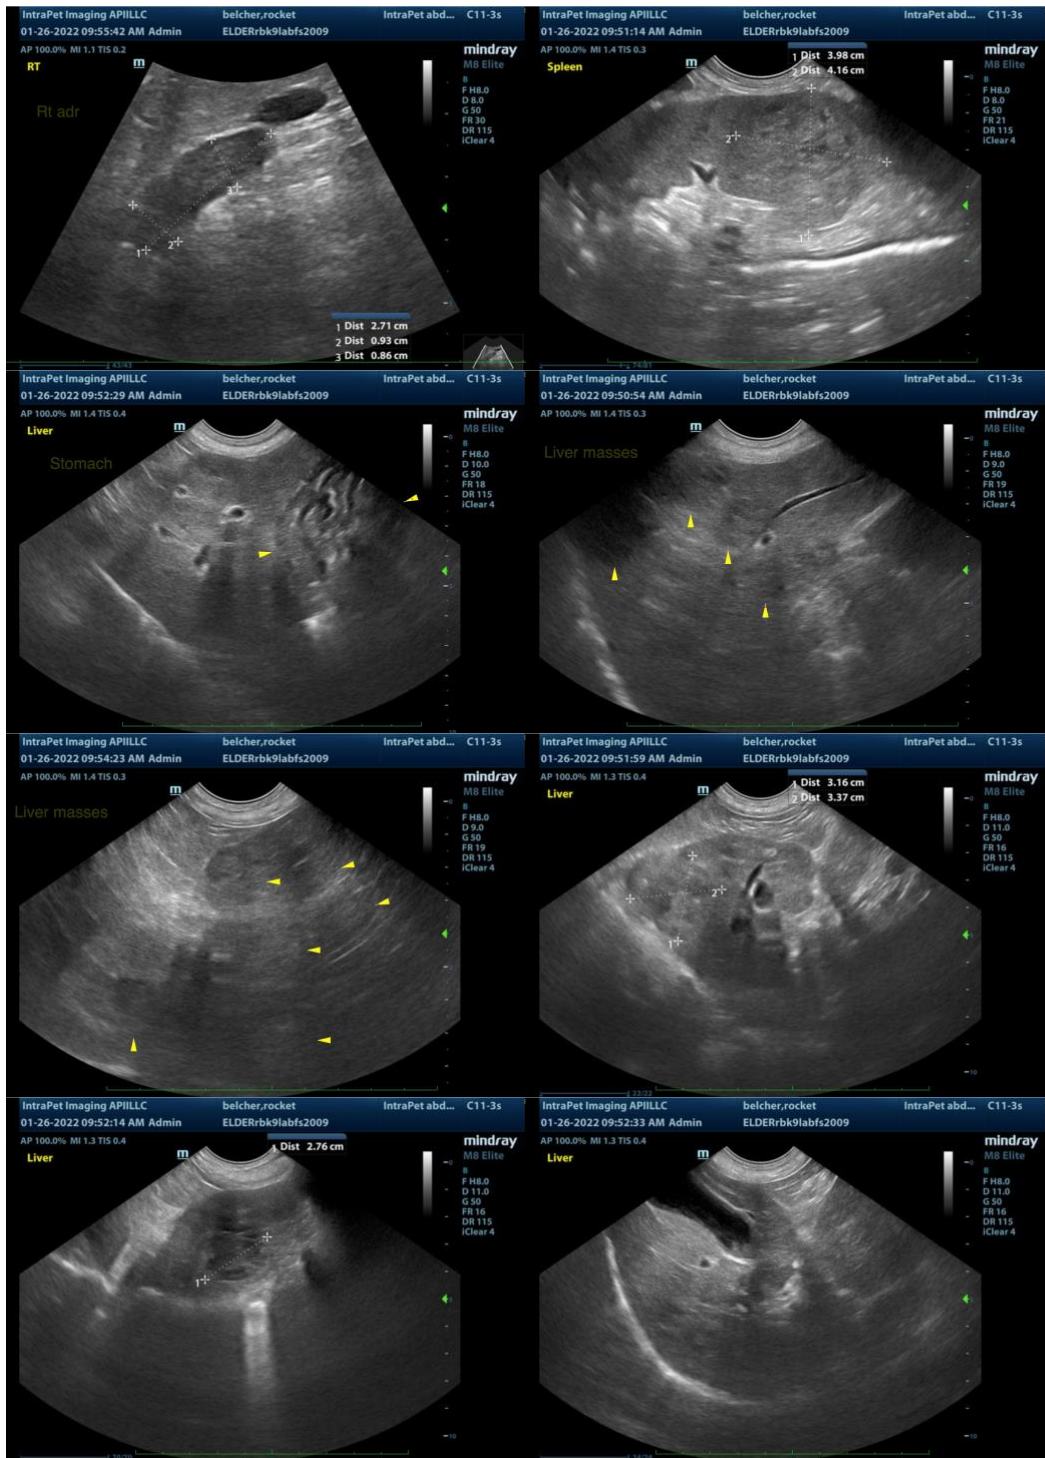 IntraPet Imaging APIILLC belcher,rocket IntraPet abd... C11-3s
01-26-2022 09:55:42 AM Admin ELDERrbk9labfs2009
AP 100.0% MI 1.1 TIS 0.2 mindray
M8 Elite
RT
m
B
F H8.0
D 8.0
G 50
FR 30
DR 115
iClear 4
Rt adr
3
1
2
1 Dist 2.71 cm
2 Dist 0.93 cm
3 Dist 0.86 cm
43/43
IntraPet Imaging APIILLC belcher,rocket IntraPet abd... C11-3s
01-26-2022 09:51:14 AM Admin ELDERrbk9labfs2009
AP 100.0% MI 1.4 TIS 0.3 mindray
M8 Elite
Spleen
1 Dist 3.98 cm
2 Dist 4.16 cm
m
B
F H8.0
D 8.0
G 50
FR 21
DR 115
iClear 4
2
1
IntraPet Imaging APIILLC belcher,rocket IntraPet abd... C11-3s
01-26-2022 09:52:29 AM Admin ELDERrbk9labfs2009
AP 100.0% MI 1.4 TIS 0.4 mindray
M8 Elite
Liver
m
B
F H8.0
D 10.0
G 50
FR 18
DR 115
iClear 4
Stomach
IntraPet Imaging APIILLC belcher,rocket IntraPet abd... C11-3s
01-26-2022 09:50:54 AM Admin ELDERrbk9labfs2009
AP 100.0% MI 1.4 TIS 0.3 mindray
M8 Elite
m
B
F H8.0
D 9.0
G 50
FR 19
DR 115
iClear 4
Liver masses
IntraPet Imaging APIILLC belcher,rocket IntraPet abd... C11-3s
01-26-2022 09:54:23 AM Admin ELDERrbk9labfs2009
AP 100.0% MI 1.4 TIS 0.3 mindray
M8 Elite
m
B
F H8.0
D 9.0
G 50
FR 19
DR 115
iClear 4
Liver masses
IntraPet Imaging APIILLC belcher,rocket IntraPet abd... C11-3s
01-26-2022 09:51:59 AM Admin ELDERrbk9labfs2009
AP 100.0% MI 1.3 TIS 0.4 mindray
M8 Elite
Liver
1 Dist 3.16 cm
2 Dist 3.37 cm
m
B
F H8.0
D 11.0
G 50
FR 16
DR 115
iClear 4
2
1
10
22/22
IntraPet Imaging APIILLC belcher,rocket IntraPet abd... C11-3s
01-26-2022 09:52:14 AM Admin ELDERrbk9labfs2009
AP 100.0% MI 1.3 TIS 0.4 mindray
M8 Elite
Liver
Dist 2.76 cm
m
B
F H8.0
D 11.0
G 50
FR 16
DR 115
iClear 4
1
10
IntraPet Imaging APIILLC belcher,rocket IntraPet abd... C11-3s
01-26-2022 09:52:33 AM Admin ELDERrbk9labfs2009
AP 100.0% MI 1.3 TIS 0.4 mindray
M8 Elite
Liver
m
B
F H8.0
D 11.0
G 50
FR 16
DR 115
iClear 4
10